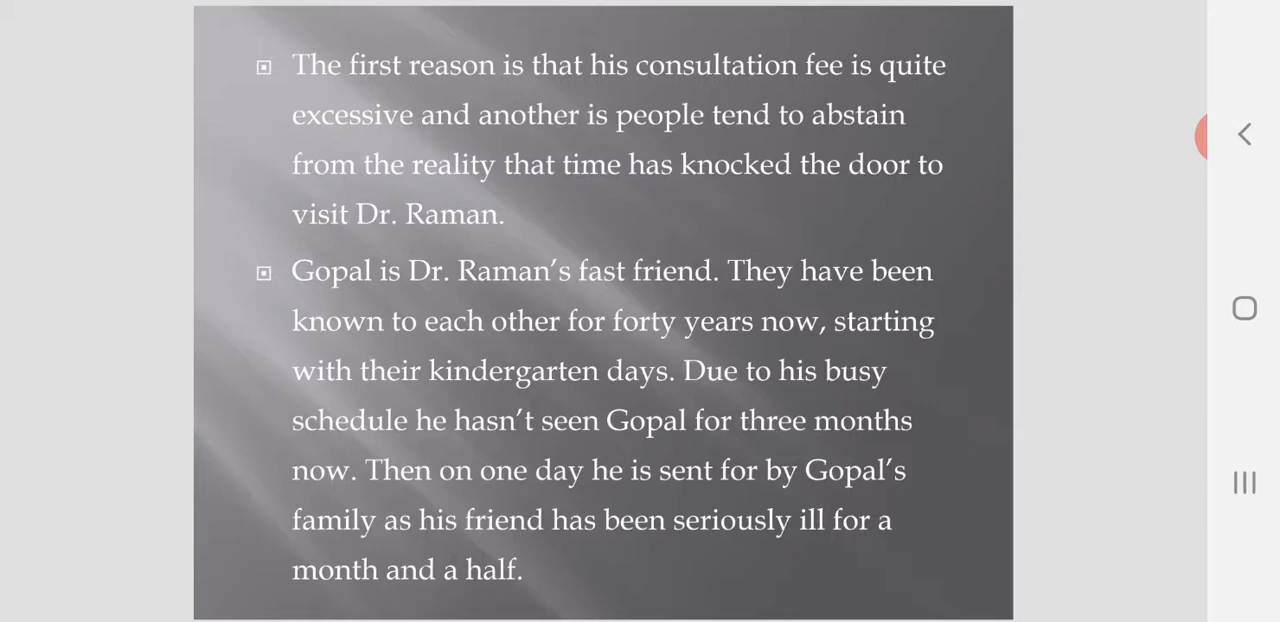 The first reason is that his consultation fee is quite
excessive and another is people tend to abstain
from the reality that time has knocked the door to
visit Dr. Raman.
Gopal is Dr. Raman’s fast friend. They have been
known to each other for forty years now, starting
with their kindergarten days. Due to his busy
schedule he hasn’t seen Gopal for three months
now. Then on one day he is sent for by Gopal’s
family as his friend has been seriously ill for a
month and a half.